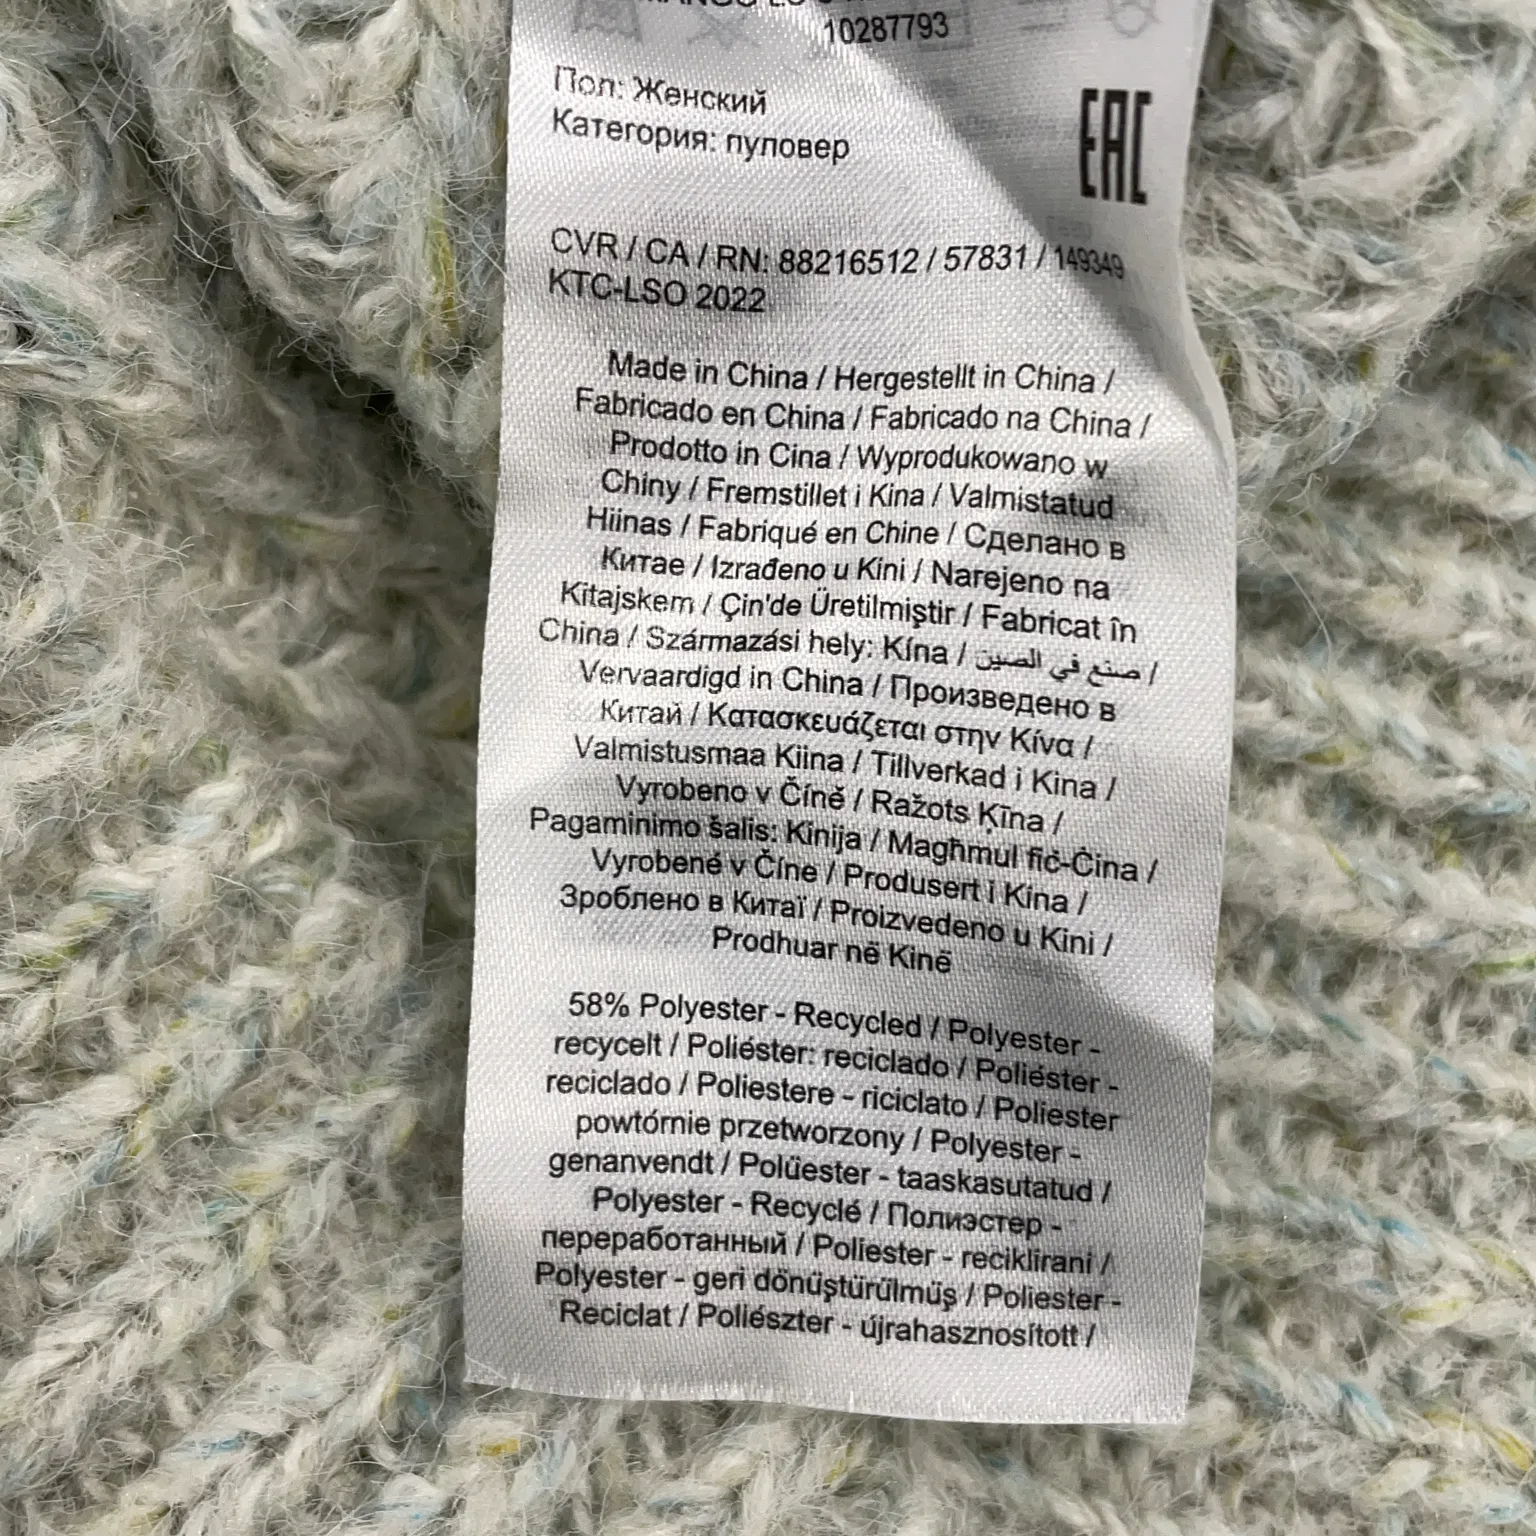 10287793
Пол: Женский
Категория: пуловер
EAC
CVR / CA / RN: 88216512 / 57831 / 149349
KTC-LSO 2022
Made in China / Hergestellt in China /
Fabricado en China / Fabricado na China /
Prodotto in Cina / Wyprodukowano w
Chiny / Fremstillet i Kina / Valmistatud
Hiinas / Fabriqué en Chine / Сделано в
Китае / Izrađeno u Kini / Narejeno na
Kitajskem / Çin'de Üretilmiştir / Fabricat în
China / Származási hely: Kína / صنع في الصين /
Vervaardigd in China / Произведено в
Китай / Κατασκευάζεται στην Κίνα /
Valmistusmaa Kiina / Tillverkad i Kina /
Vyrobeno v Číně / Ražots Ķīna /
Pagaminimo šalis: Kinija / Magħmul fiċ-Ċina /
Vyrobené v Číne / Produsert i Kina /
Зроблено в Китаї / Proizvedeno u Kini /
Prodhuar në Kinë
58% Polyester - Recycled / Polyester -
recycelt / Poliéster: reciclado / Poliéster -
reciclado / Poliestere - riciclato / Poliester
powtórnie przetworzony / Polyester -
genanvendt / Polüester - taaskasutatud /
Polyester - Recyclé / Полиэстер -
переработанный / Poliester - reciklirani /
Polyester - geri dönüştürülmüş / Poliester -
Reciclat / Poliészter - újrahasznosított /